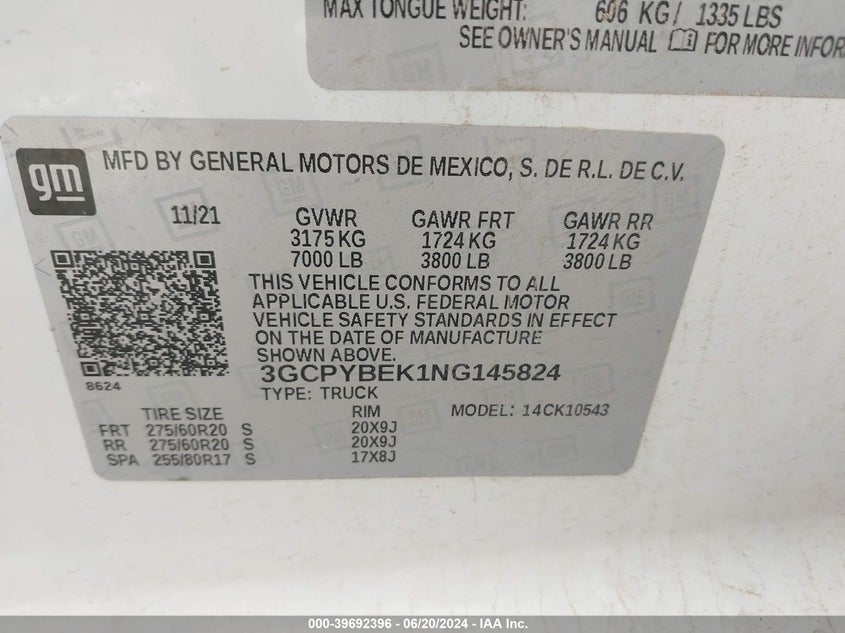 MAX TONGUE WEIGHT: 606 KG / 1335 LBS
SEE OWNER'S MANUAL FOR MORE INFOR
gm
MFD BY GENERAL MOTORS DE MEXICO, S. DE R.L. DE C.V.
11/21 GVWR GAWR FRT GAWR RR
3175 KG 1724 KG 1724 KG
7000 LB 3800 LB 3800 LB
THIS VEHICLE CONFORMS TO ALL
APPLICABLE U.S. FEDERAL MOTOR
VEHICLE SAFETY STANDARDS IN EFFECT
ON THE DATE OF MANUFACTURE
SHOWN ABOVE.
8624
3GCPYBEK1NG145824
TYPE: TRUCK
TIRE SIZE RIM MODEL: 14CK10543
FRT 275/60R20 S 20X9J
RR 275/60R20 S 20X9J
SPA 255/80R17 S 17X8J
000-39692396 - 06/20/2024 - IAA Inc.